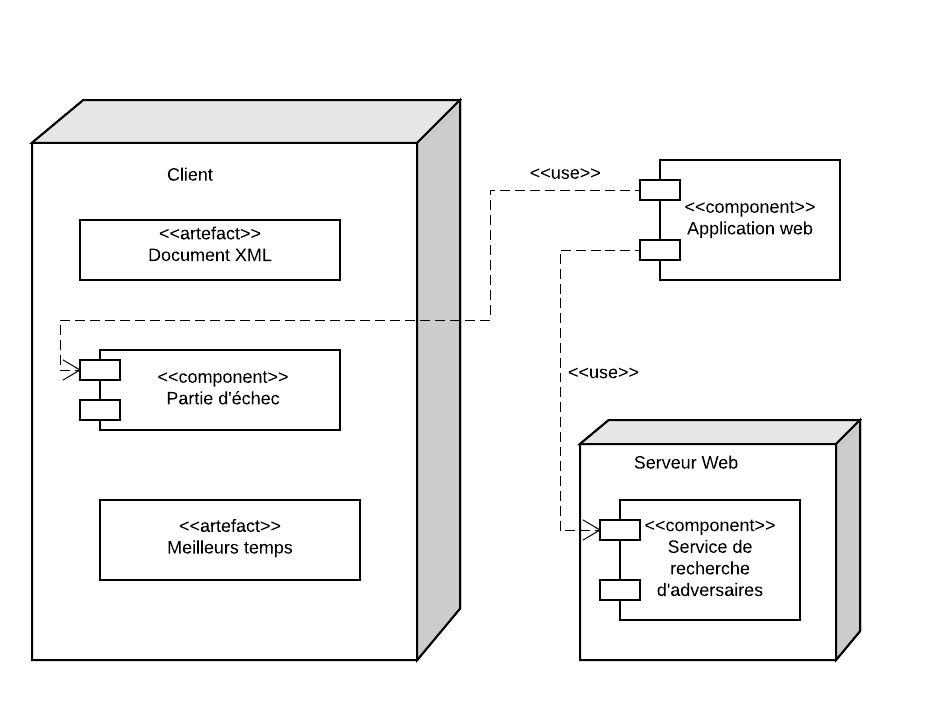 Client
<<artefact>>
Document XML
<<component>>
Partie d'échec
<<artefact>>
Meilleurs temps
<<use>>
<<component>>
Application web
<<use>>
Serveur Web
<<component>>
Service de
recherche
d'adversaires